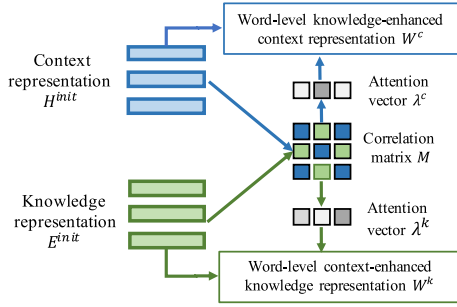 Word-level knowledge-enhanced
context representation W^c
Context
representation
H^init
Attention
vector λ^c
Correlation
matrix M
Knowledge
representation
E^init
Attention
vector λ^k
Word-level context-enhanced
knowledge representation W^k